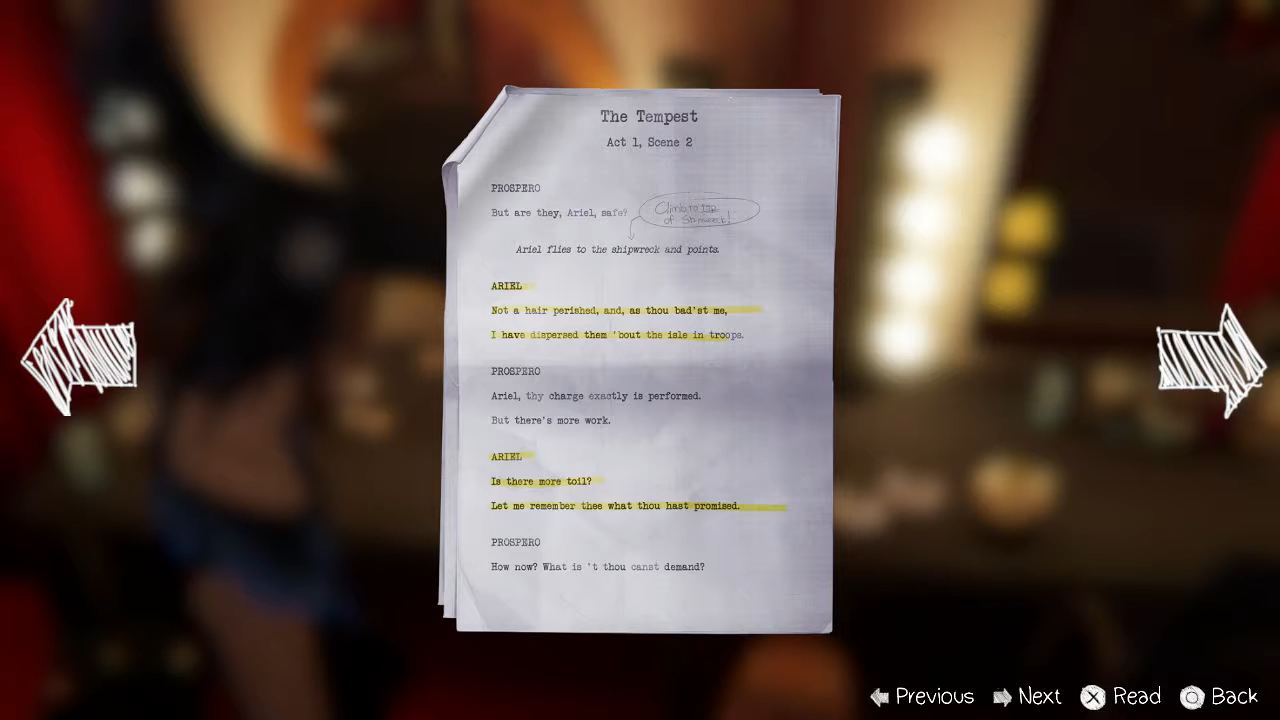 The Tempest
Act 1, Scene 2
PROSPERO
But are they, Ariel, safe?
Climb to top
of Shipwreck!
Ariel flies to the shipwreck and points.
ARIEL
Not a hair perished, and, as thou bad'st me,
I have dispersed them 'bout the isle in troops.
PROSPERO
Ariel, thy charge exactly is performed.
But there's more work.
ARIEL
Is there more toil?
Let me remember thee what thou hast promised.
PROSPERO
How now? What is 't thou canst demand?
Previous Next X Read Back